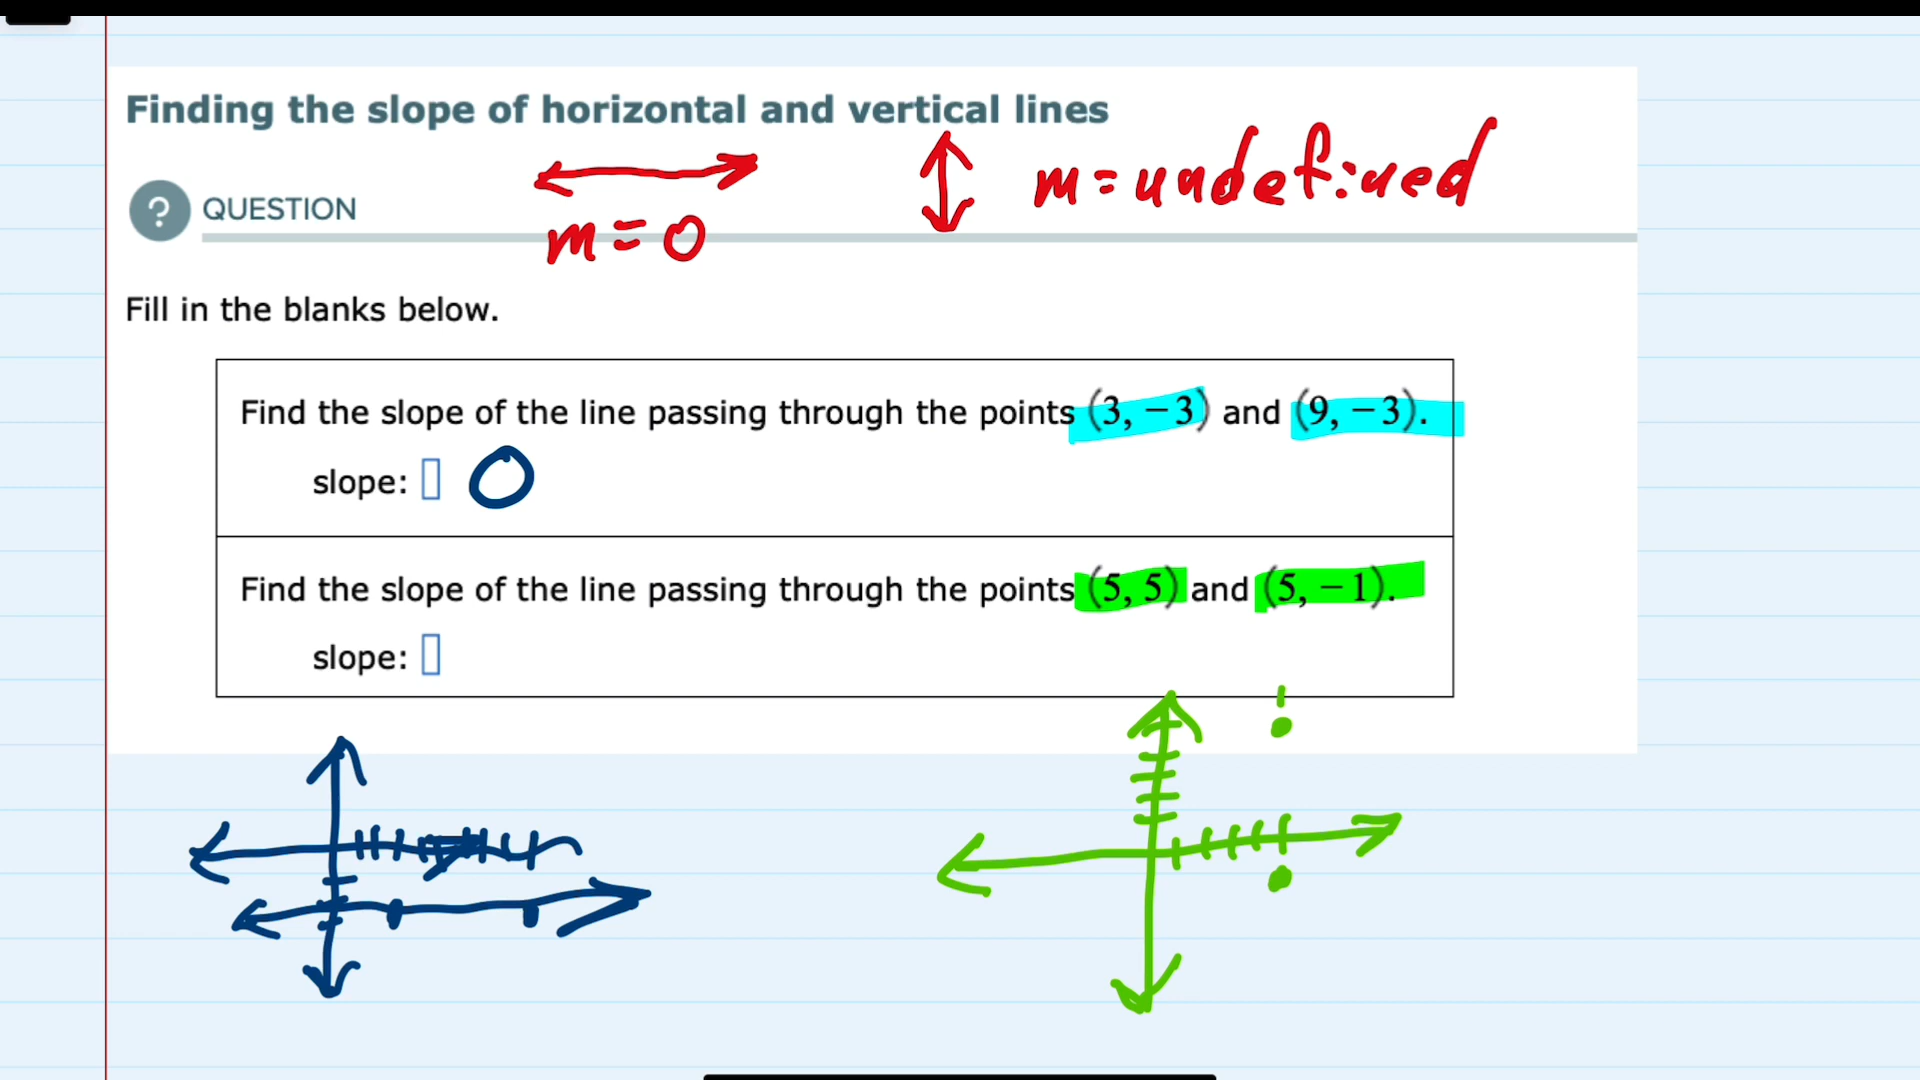 Finding the slope of horizontal and vertical lines
m = undefined
? QUESTION
m = 0
Fill in the blanks below.
Find the slope of the line passing through the points (3, −3) and (9, −3).
slope: 0
Find the slope of the line passing through the points (5, 5) and (5, −1).
slope: